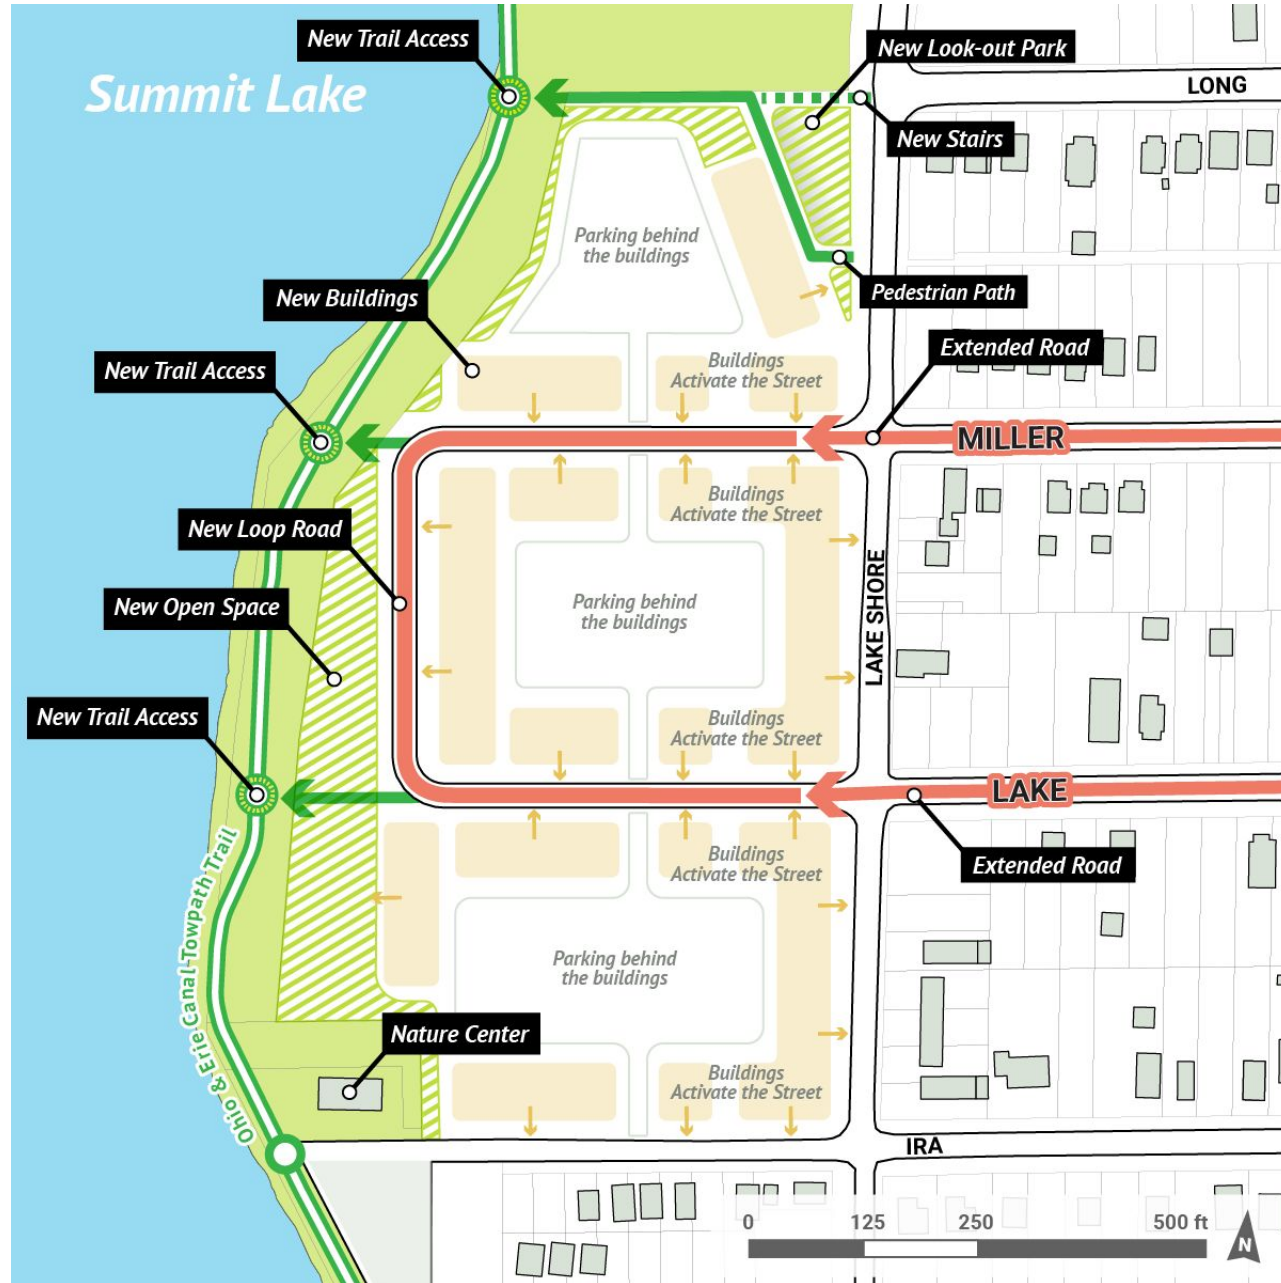 New Trail Access
New Look-out Park
Summit Lake
LONG
New Stairs
Parking behind
the buildings
New Buildings
Pedestrian Path
Extended Road
New Trail Access
Buildings
Activate the Street
MILLER
Buildings
Activate the Street
New Loop Road
LAKE SHORE
New Open Space
Parking behind
the buildings
New Trail Access
Buildings
Activate the Street
LAKE
Extended Road
Buildings
Activate the Street
Ohio & Erie Canal Towpath Trail
Parking behind
the buildings
Nature Center
Buildings
Activate the Street
IRA
0 125 250 500 ft
N